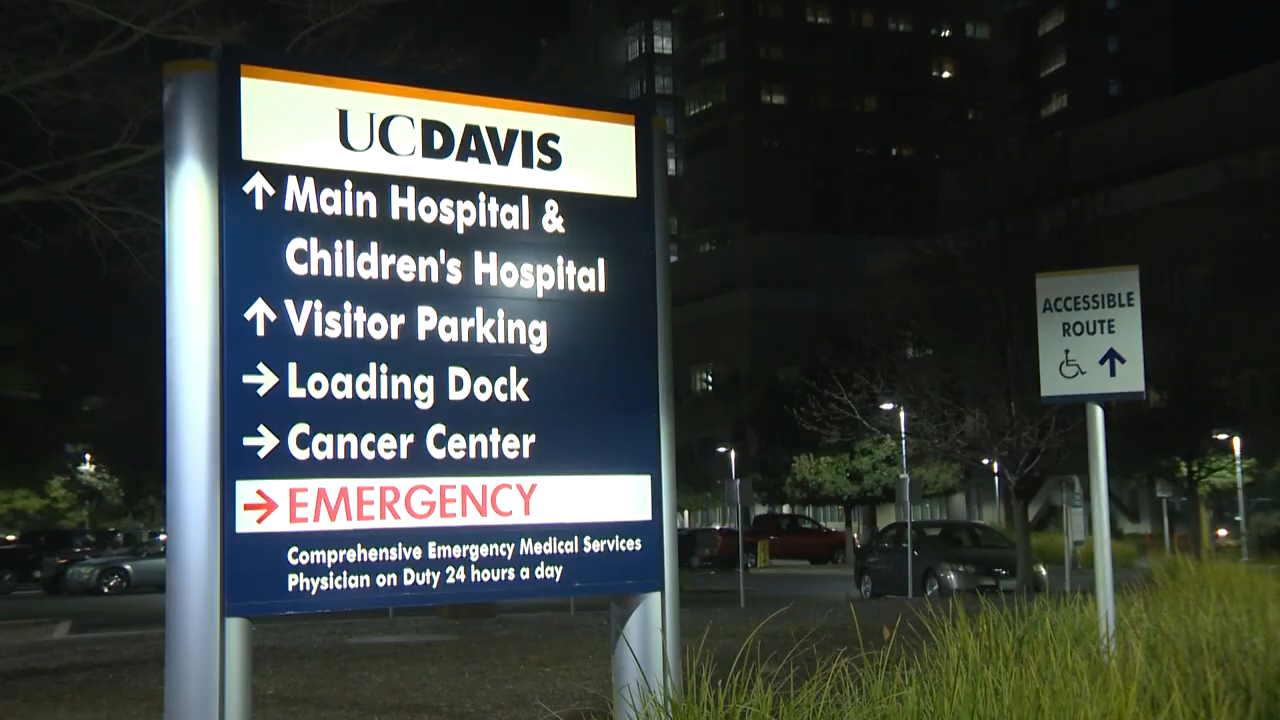 UCDAVIS
↑ Main Hospital &
Children's Hospital
↑ Visitor Parking
→ Loading Dock
→ Cancer Center
→ EMERGENCY
Comprehensive Emergency Medical Services
Physician on Duty 24 hours a day
ACCESSIBLE
ROUTE
↑